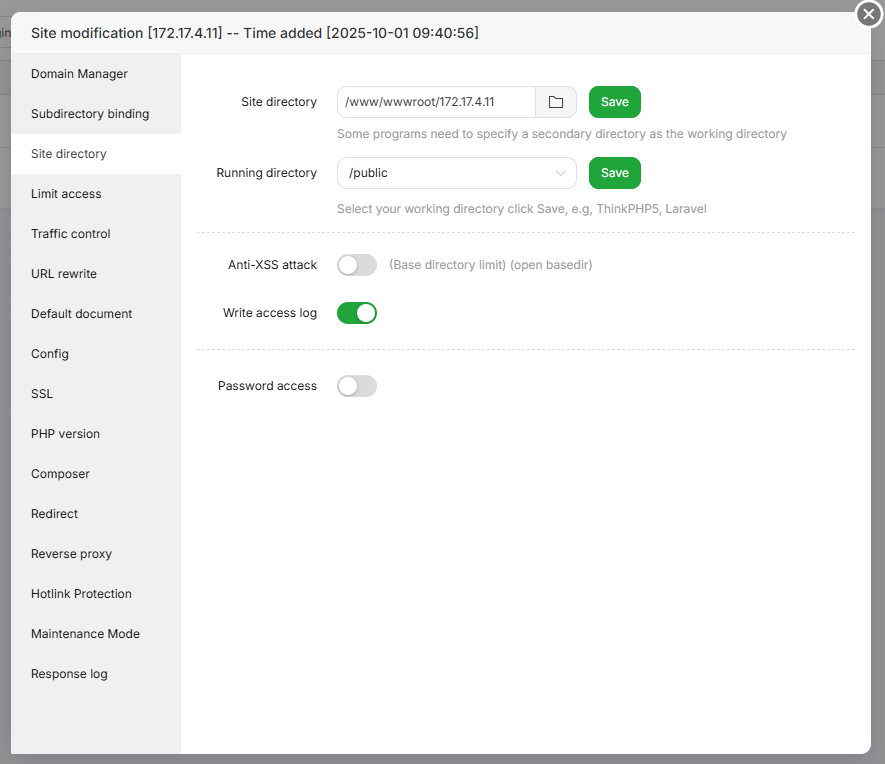 Site modification [172.17.4.11] -- Time added [2025-10-01 09:40:56]
Domain Manager
Subdirectory binding
Site directory
Limit access
Traffic control
URL rewrite
Default document
Config
SSL
PHP version
Composer
Redirect
Reverse proxy
Hotlink Protection
Maintenance Mode
Response log
Site directory /www/wwwroot/172.17.4.11 Save
Some programs need to specify a secondary directory as the working directory
Running directory /public Save
Select your working directory click Save, e.g, ThinkPHP5, Laravel
Anti-XSS attack (Base directory limit) (open basedir)
Write access log
Password access